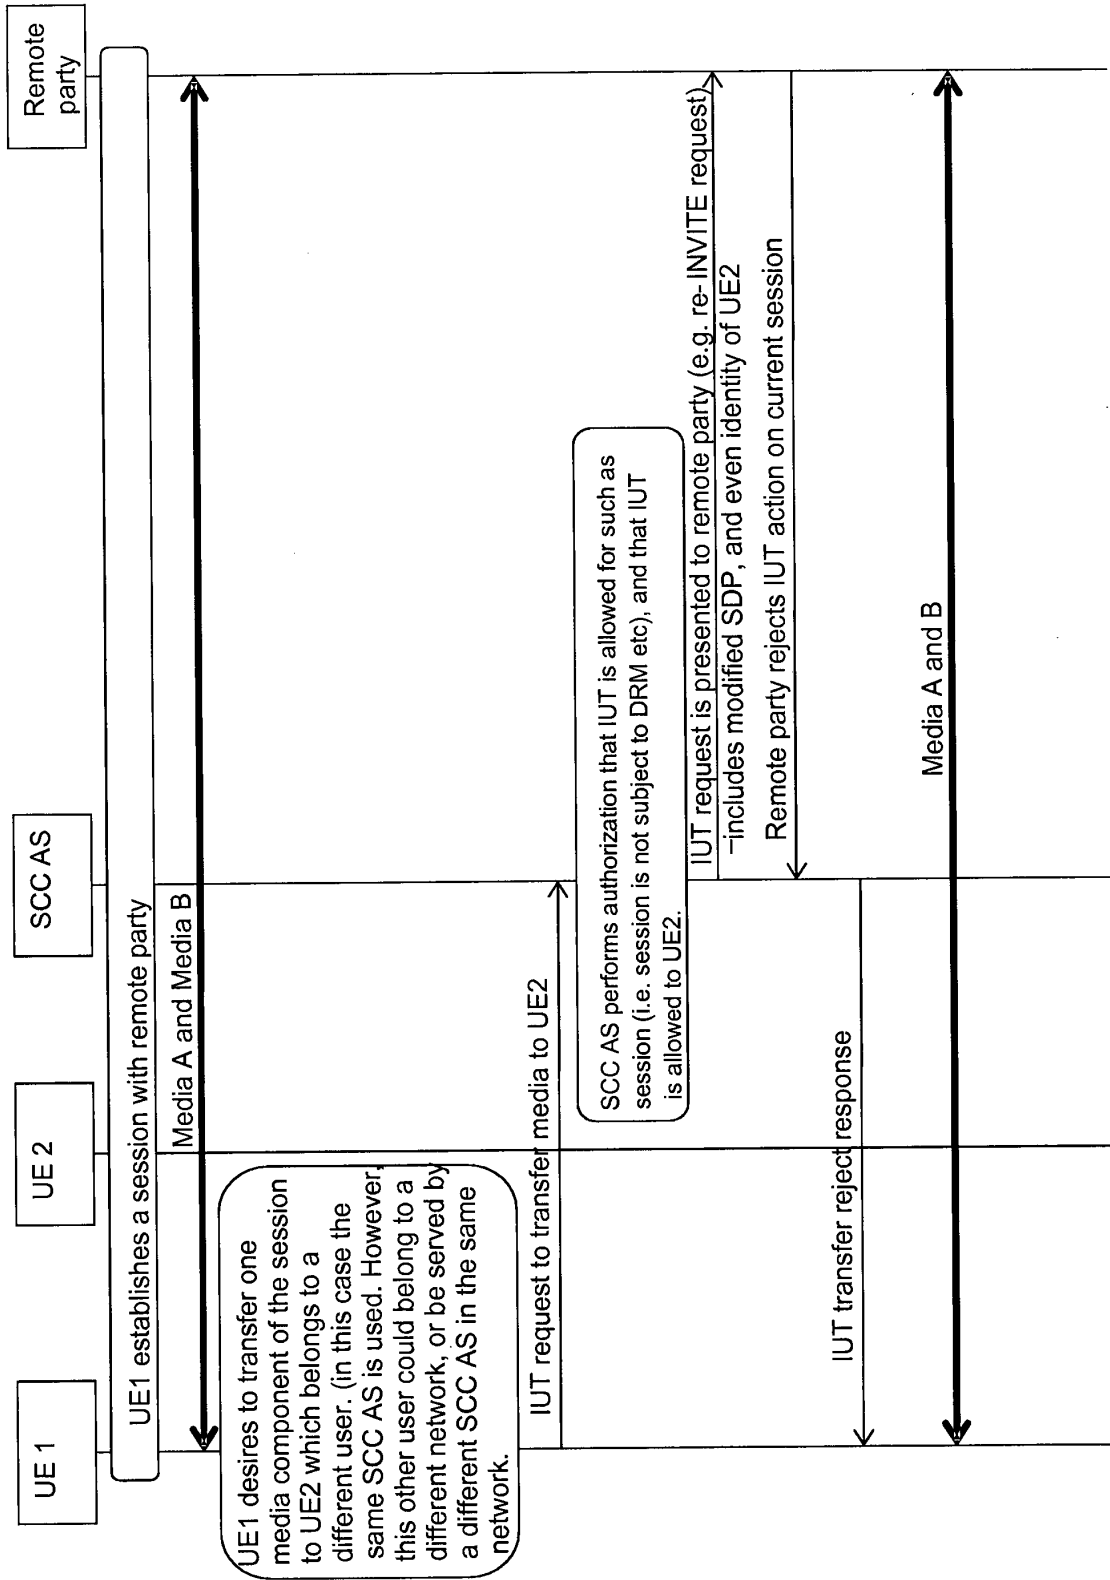 UE 1
UE 2
SCC AS
Remote
party
UE1 establishes a session with remote party
Media A and Media B
UE1 desires to transfer one
media component of the session
to UE2 which belongs to a
different user. (in this case the
same SCC AS is used. However,
this other user could belong to a
different network, or be served by
a different SCC AS in the same
network.
IUT request to transfer media to UE2
SCC AS performs authorization that IUT is allowed for such as
session (i.e. session is not subject to DRM etc), and that IUT
is allowed to UE2.
IUT request is presented to remote party (e.g. re-INVITE request)
–includes modified SDP, and even identity of UE2
Remote party rejects IUT action on current session
IUT transfer reject response
Media A and B